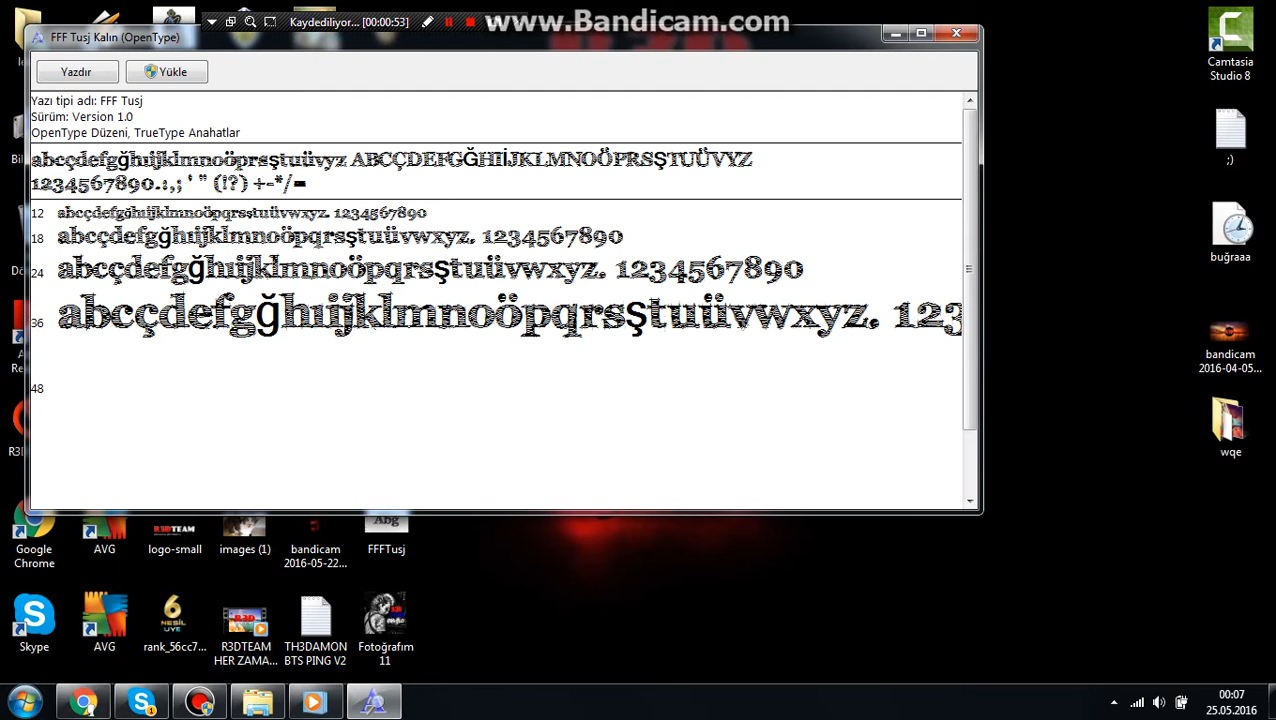 www.Bandicam.com
Kaydediliyor... [00:00:53]
FFF Tusj Kalın (OpenType)
Yazdır
Yükle
Yazı tipi adı: FFF Tusj
Sürüm: Version 1.0
OpenType Düzeni, TrueType Anahatlar
abcçdefgğhıijklmnoöprsştuüvyz ABCÇDEFGĞHIİJKLMNOÖPRSŞTUÜVYZ
1234567890.:,; ' " (!?) +-*/=
12 abcçdefgğhıijklmnoöpqrsştuüvwxyz. 1234567890
18 abcçdefgğhıijklmnoöpqrsştuüvwxyz. 1234567890
24 abcçdefgğhıijklmnoöpqrsştuüvwxyz. 1234567890
36 abcçdefgğhıijklmnoöpqrsştuüvwxyz. 123
48
Camtasia
Studio 8
;)
buğraaa
bandicam
2016-04-05...
wqe
Google
Chrome
AVG
logo-small
images (1)
bandicam
2016-05-22...
Abg
FFFTusj
R3DTEAM
Skype
AVG
6
NESİL
ÜYE
rank_56cc7...
R3DTEAM
HER ZAMA...
TH3DAMON
BTS PING V2
Fotoğrafım
11
00:07
25.05.2016